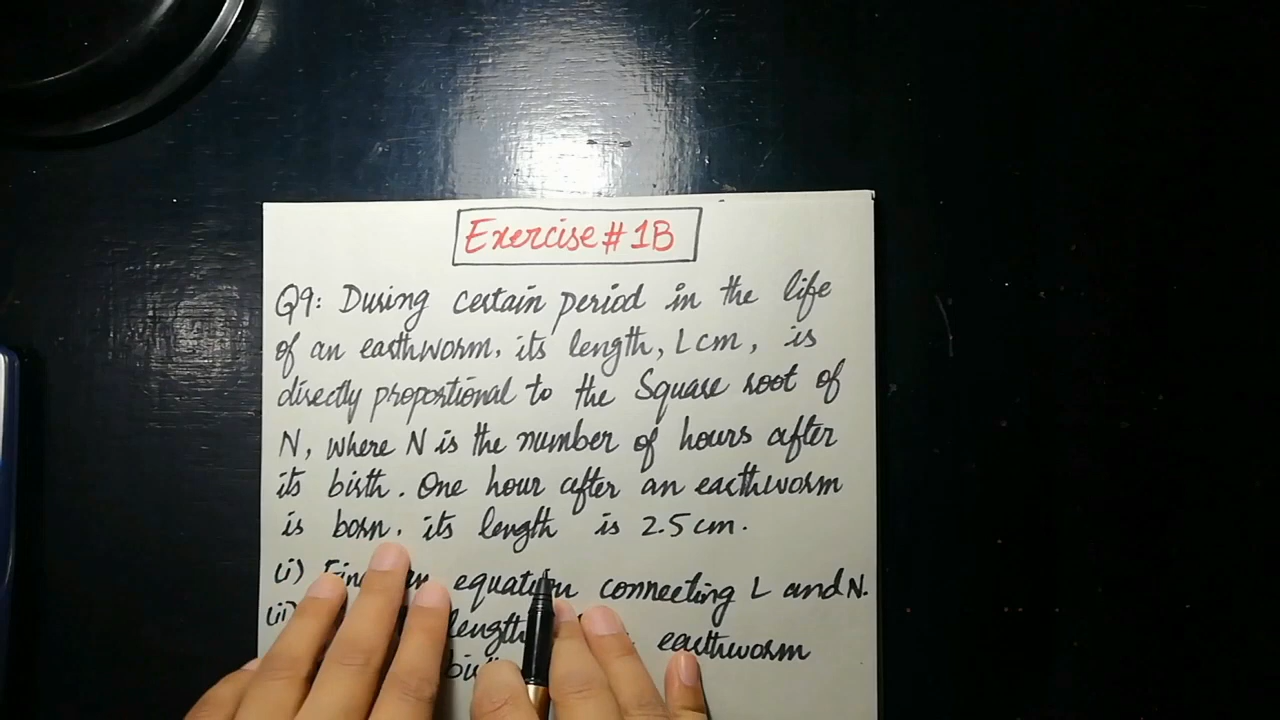 Exercise # 1B
Q9: During certain period in the life
of an earthworm, its length, L cm, is
directly proportional to the Square root of
N, where N is the number of hours after
its birth. One hour after an earthworm
is born, its length is 2.5 cm.
(i) equation connecting L and N.
(ii) length earthworm